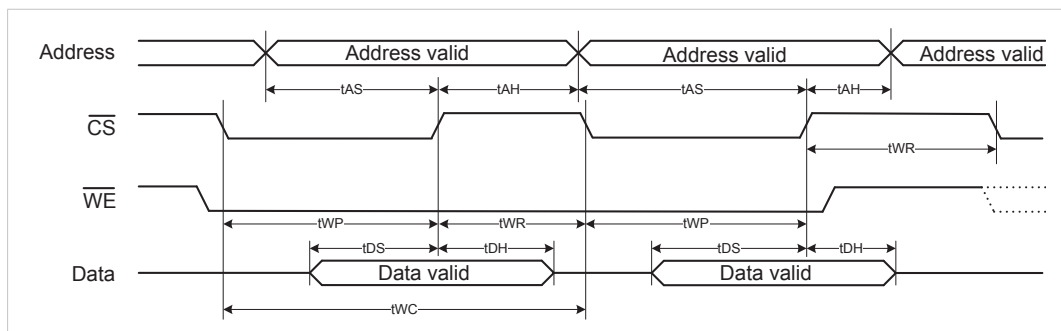 Address Address valid Address valid Address valid
tAS tAH tAS tAH
CS
tWR
WE
tWP tWR tWP
tDS tDH tDS tDH
Data Data valid Data valid
tWC